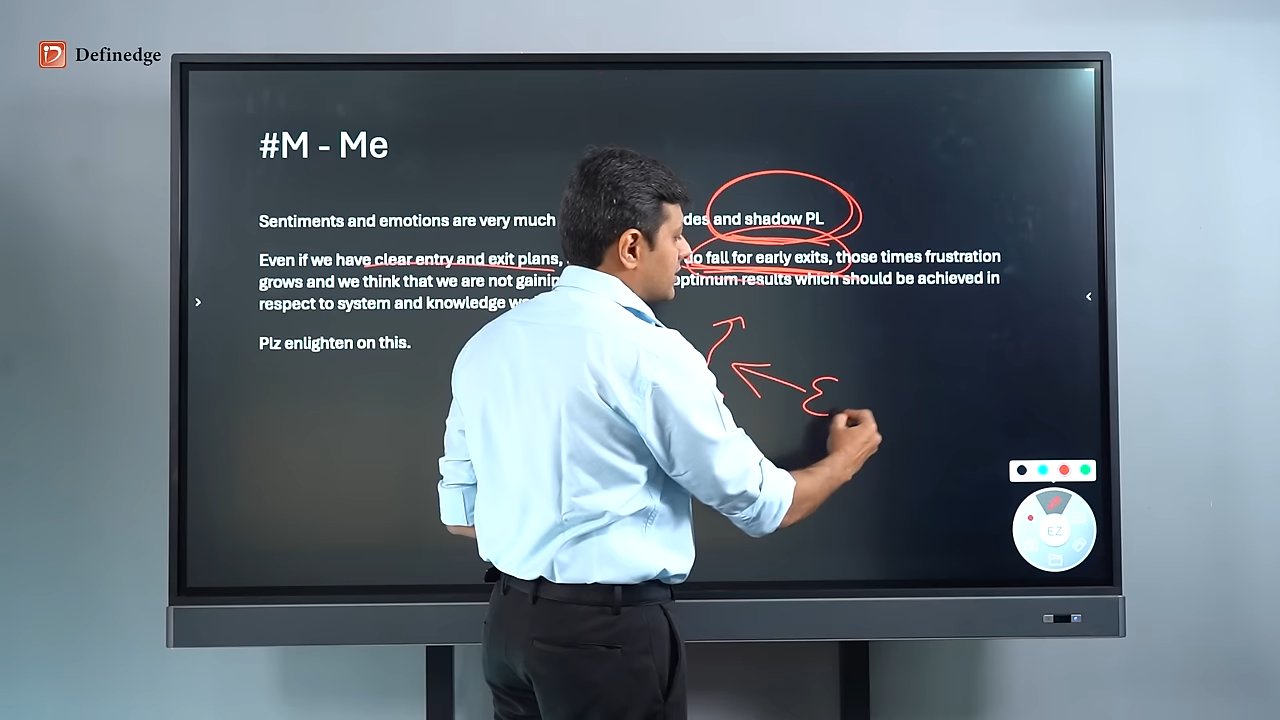 Definedge
#M - Me
Sentiments and emotions are very much and shadow PL
Even if we have clear entry and exit plans, fall for early exits, those times frustration
grows and we think that we are not optimum results which should be achieved in
respect to system and knowledge
Plz enlighten on this.
EZ